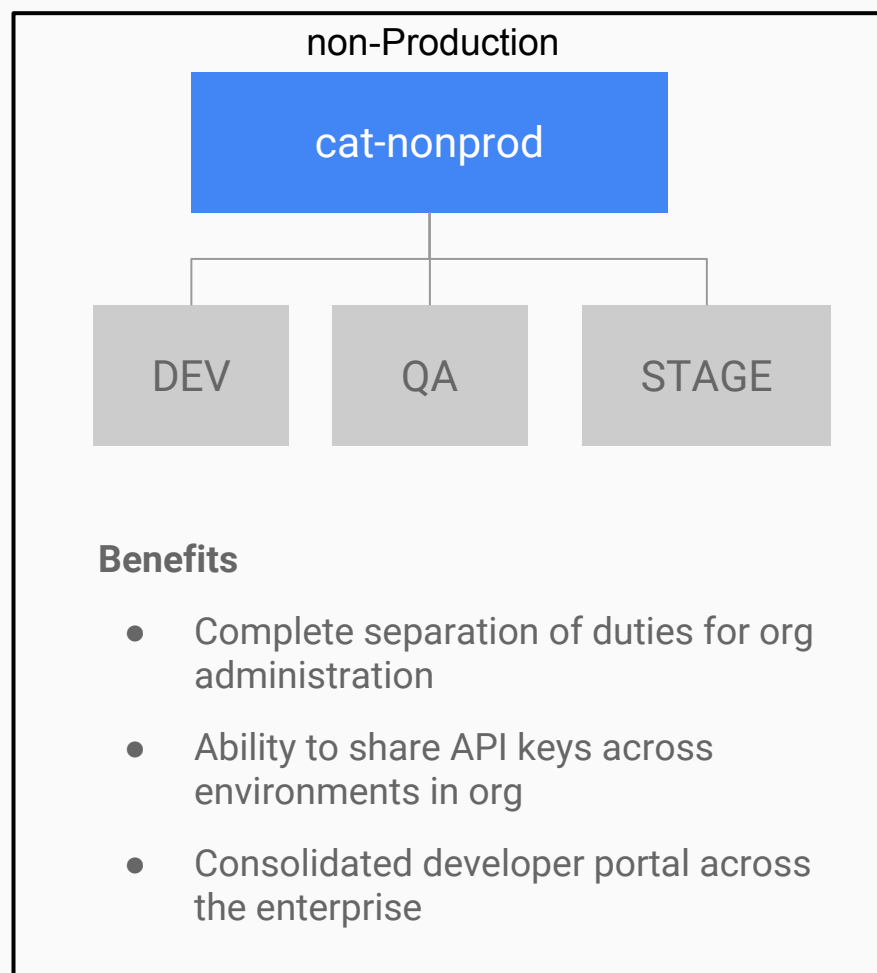 non-Production
cat-nonprod
DEV QA STAGE
Benefits
● Complete separation of duties for org
administration
● Ability to share API keys across
environments in org
● Consolidated developer portal across
the enterprise